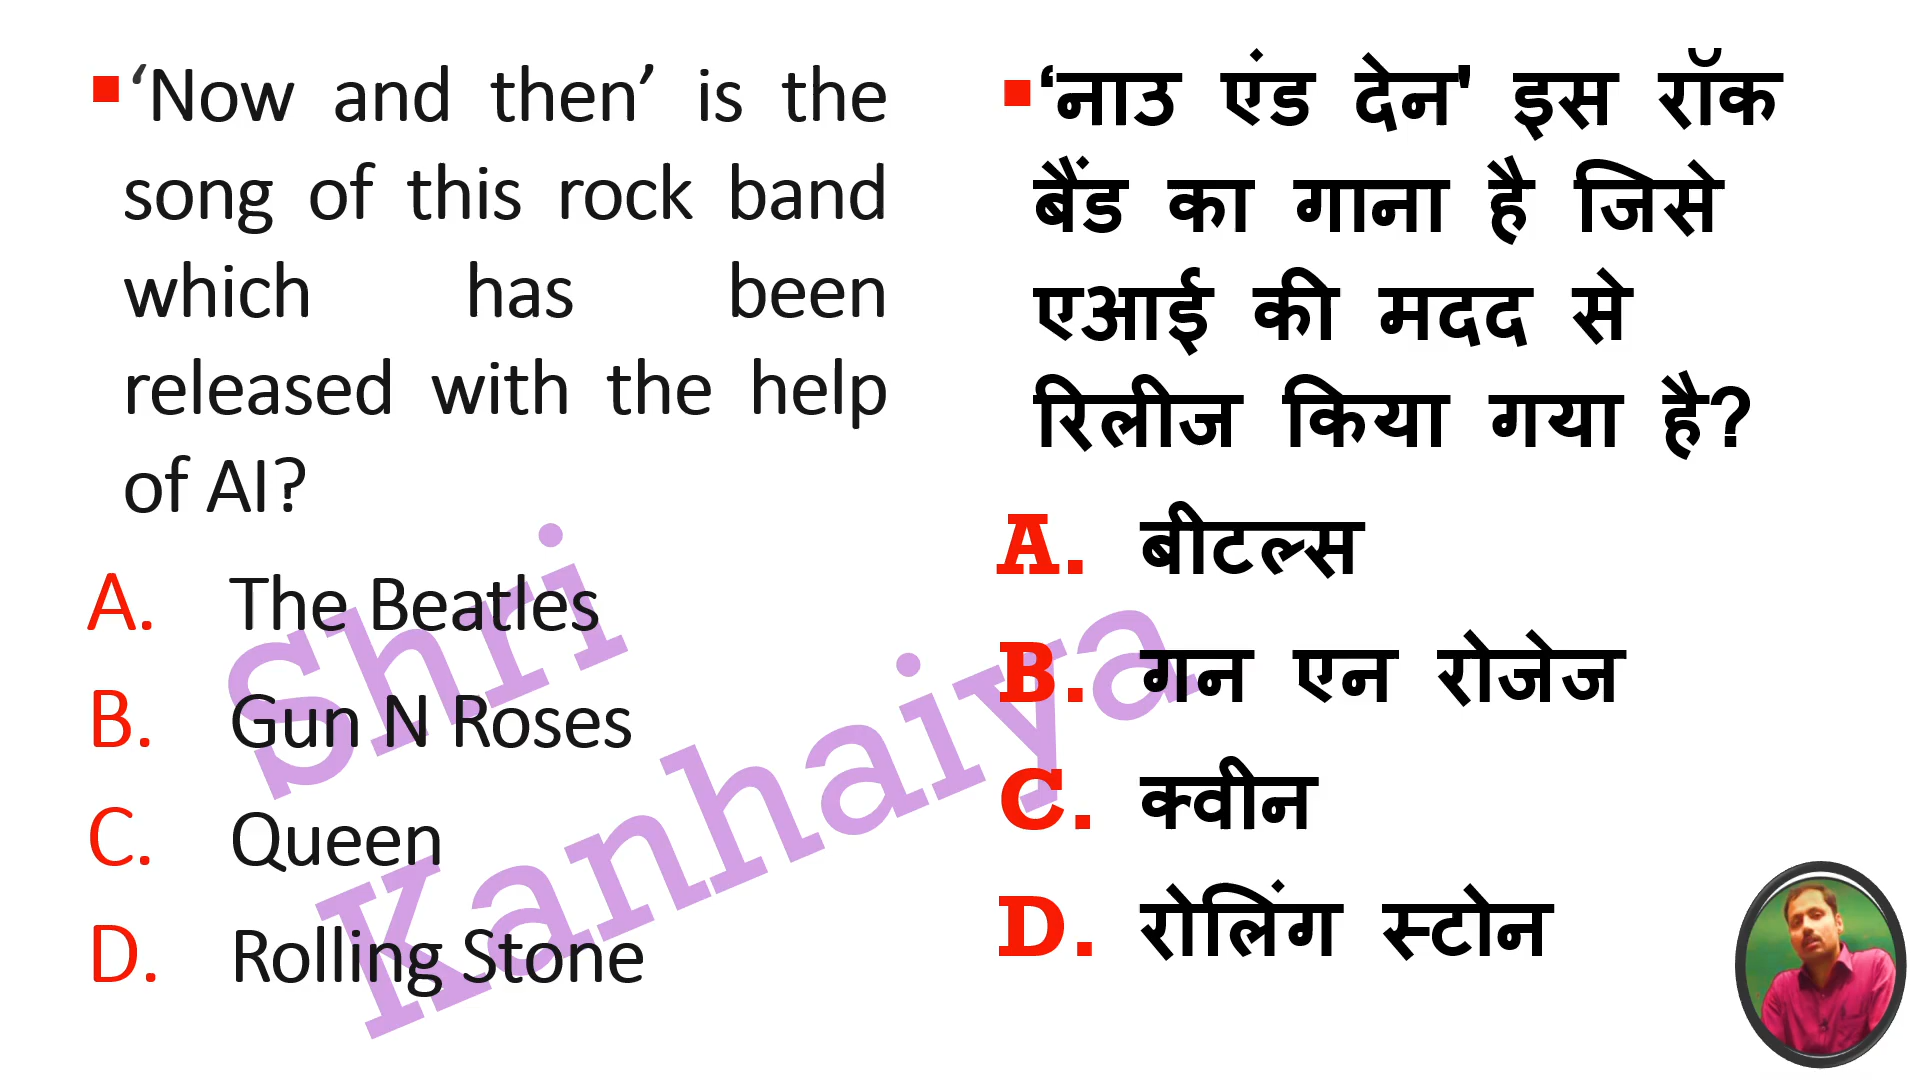 ‘Now and then’ is the
song of this rock band
which has been
released with the help
of AI?
A. The Beatles
B. Gun N Roses
C. Queen
D. Rolling Stone
‘नाउ एंड देन' इस रॉक
बैंड का गाना है जिसे
एआई की मदद से
रिलीज किया गया है?
A. बीटल्स
B. गन एन रोजेज
C. क्वीन
D. रोलिंग स्टोन
Shri
Kanhaiya